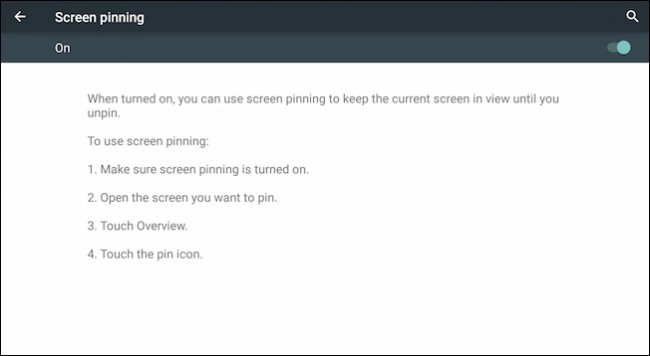 Screen pinning
On
When turned on, you can use screen pinning to keep the current screen in view until you
unpin.
To use screen pinning:
1. Make sure screen pinning is turned on.
2. Open the screen you want to pin.
3. Touch Overview.
4. Touch the pin icon.